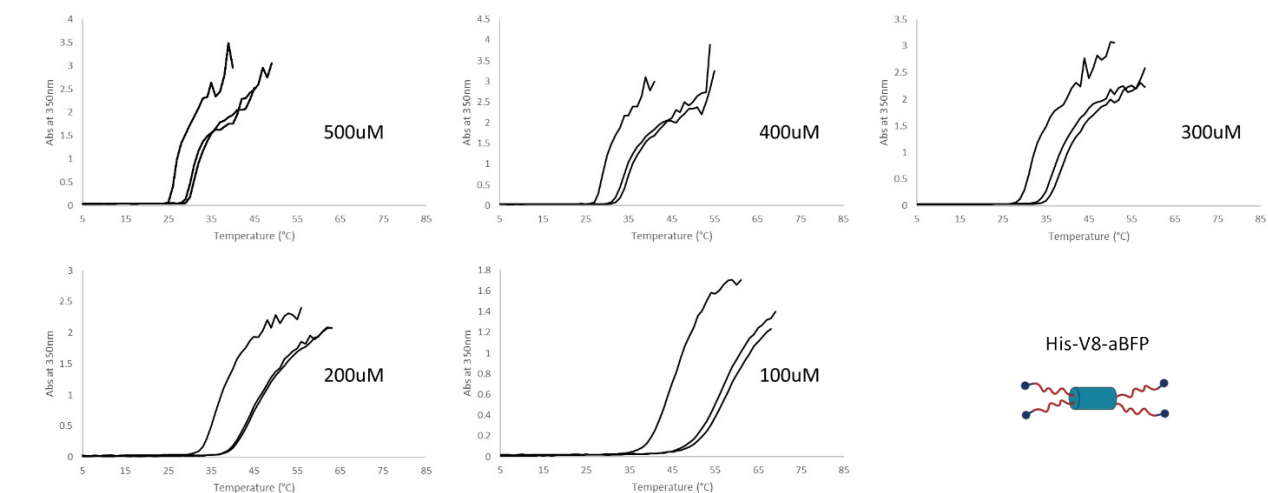 4
3.5
3
2.5
2
1.5
1
0.5
0
5 15 25 35 45 55 65 75 85
Abs at 350nm
Temperature (°C)
500uM
4.5
4
3.5
3
2.5
2
1.5
1
0.5
0
5 15 25 35 45 55 65 75 85
Abs at 350nm
Temperature (°C)
400uM
3.5
3
2.5
2
1.5
1
0.5
0
5 15 25 35 45 55 65 75 85
Abs at 350nm
Temperature (°C)
300uM
3
2.5
2
1.5
1
0.5
0
5 15 25 35 45 55 65 75 85
Abs at 350nm
Temperature (°C)
200uM
1.8
1.6
1.4
1.2
1
0.8
0.6
0.4
0.2
0
5 15 25 35 45 55 65 75 85
Abs at 350nm
Temperature (°C)
100uM
His-V8-aBFP